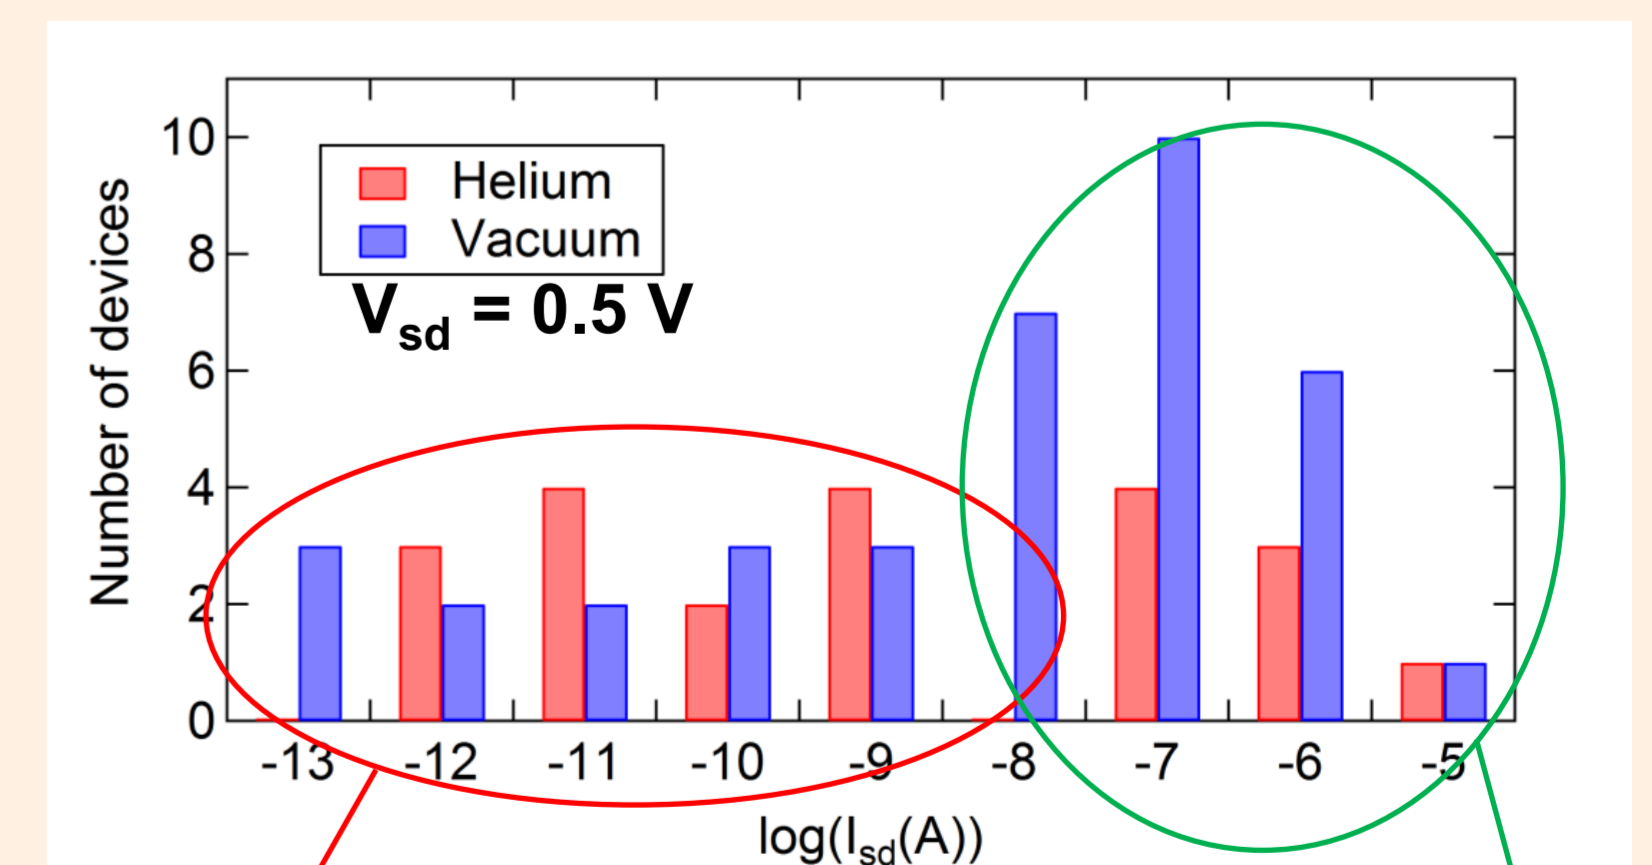 10
8
6
4
2
0
Number of devices
Helium
Vacuum
Vsd = 0.5 V
-13 -12 -11 -10 -9 -8 -7 -6 -5
log(Isd(A))